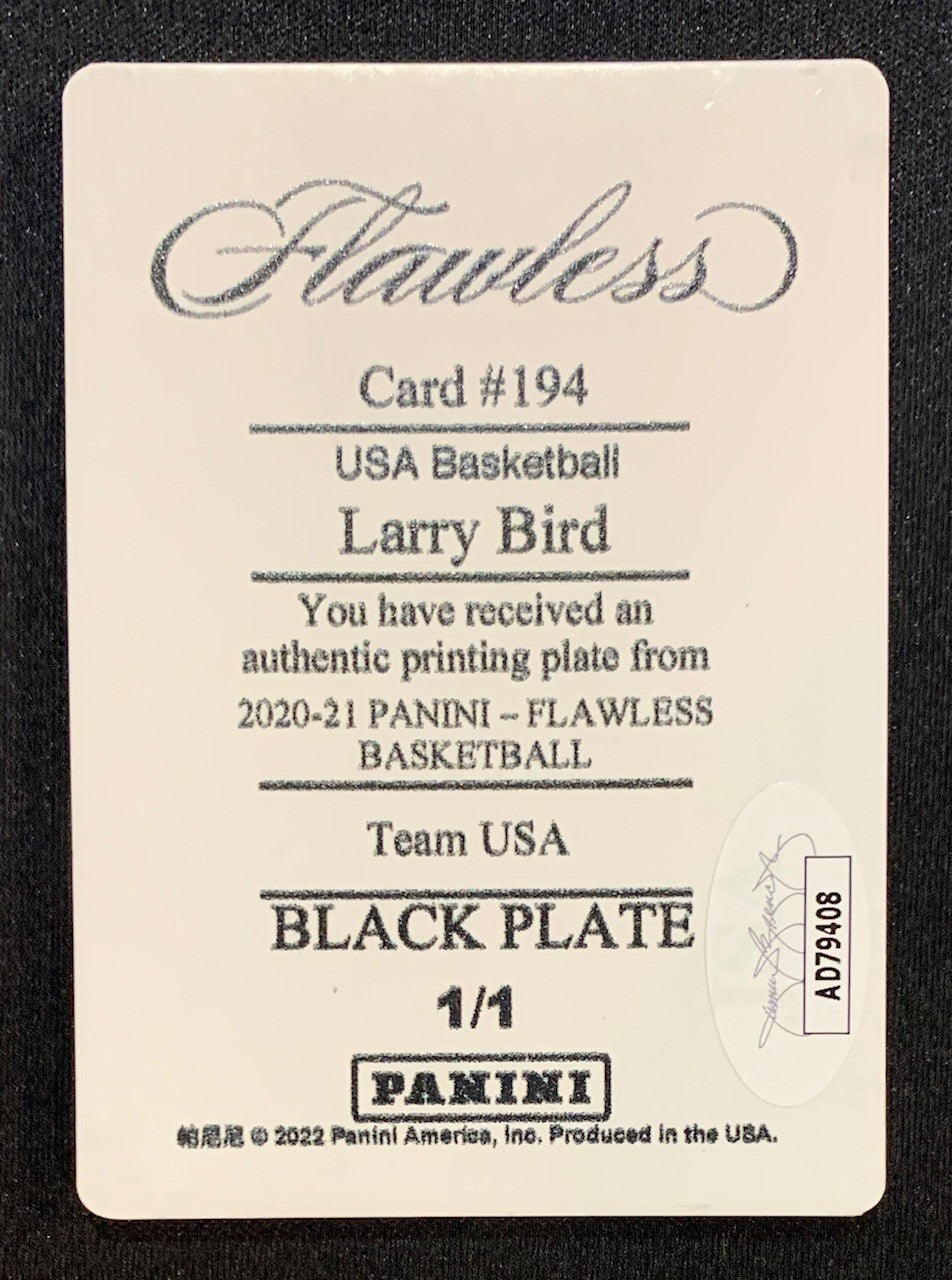 Flawless
Card #194
USA Basketball
Larry Bird
You have received an
authentic printing plate from
2020-21 PANINI – FLAWLESS
BASKETBALL
Team USA
BLACK PLATE
1/1
PANINI
帕尼尼 © 2022 Panini America, Inc. Produced in the USA.
AD79408